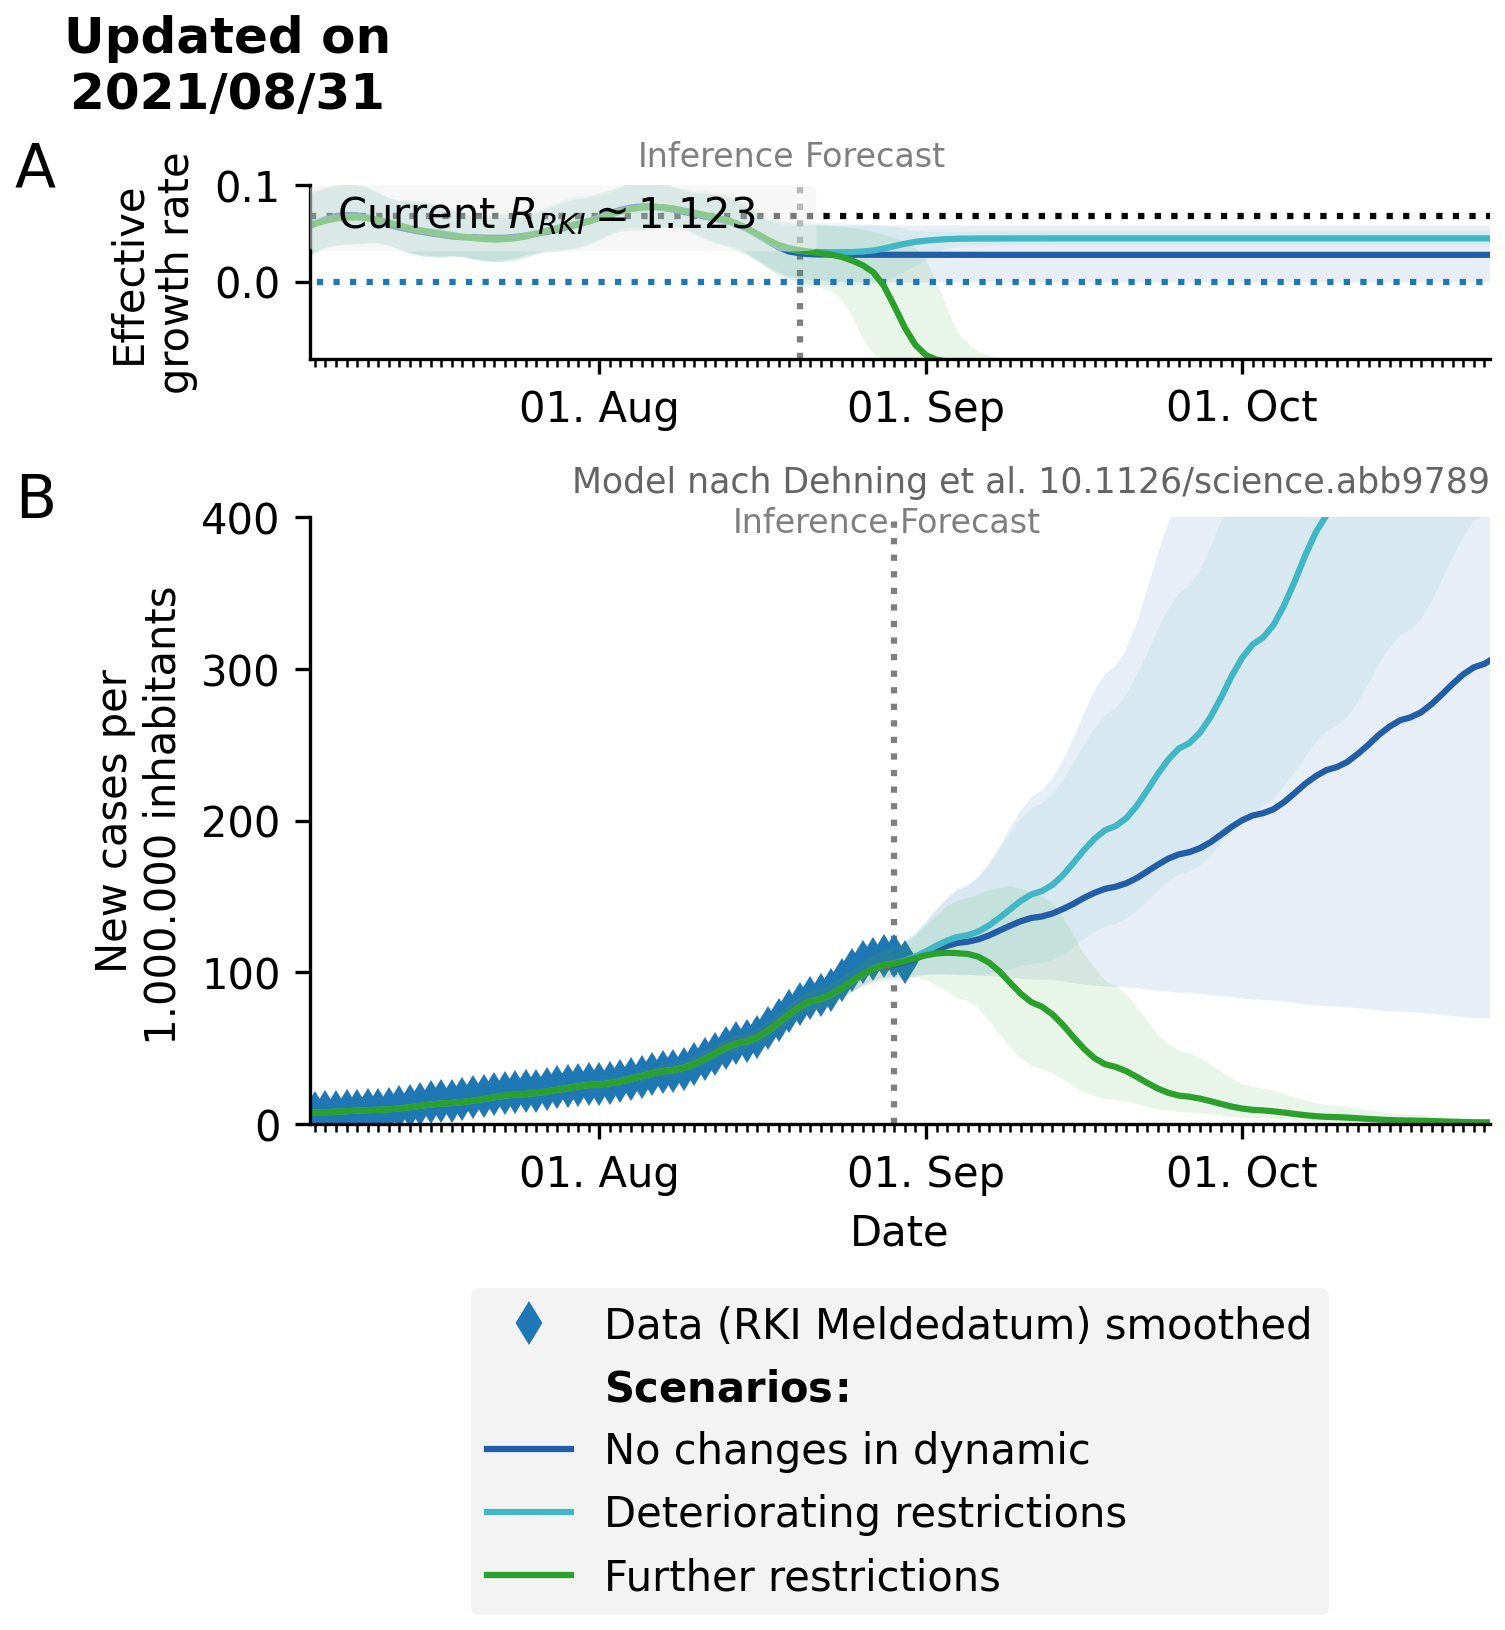 Updated on
2021/08/31
A
Inference Forecast
Effective
growth rate
0.1
0.0
Current R_RKI ≃ 1.123
01. Aug
01. Sep
01. Oct
B
Model nach Dehning et al. 10.1126/science.abb9789
Inference Forecast
New cases per
1.000.000 inhabitants
400
300
200
100
0
01. Aug
01. Sep
01. Oct
Date
Data (RKI Meldedatum) smoothed
Scenarios:
No changes in dynamic
Deteriorating restrictions
Further restrictions